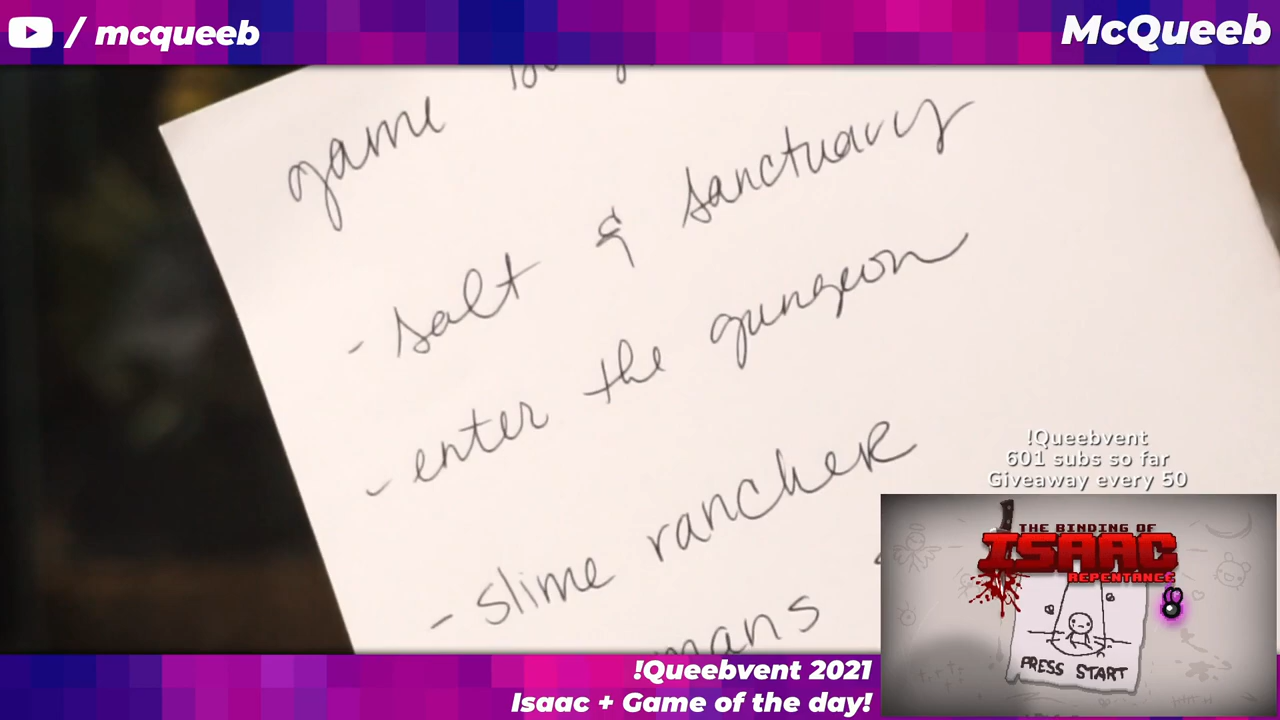 / mcqueeb
McQueeb
game
- salt & sanctuary
- enter the gungeon
- slime rancher
mans
!Queebvent
601 subs so far
Giveaway every 50
THE BINDING OF
ISAAC
REPENTANCE
PRESS START
!Queebvent 2021
Isaac + Game of the day!